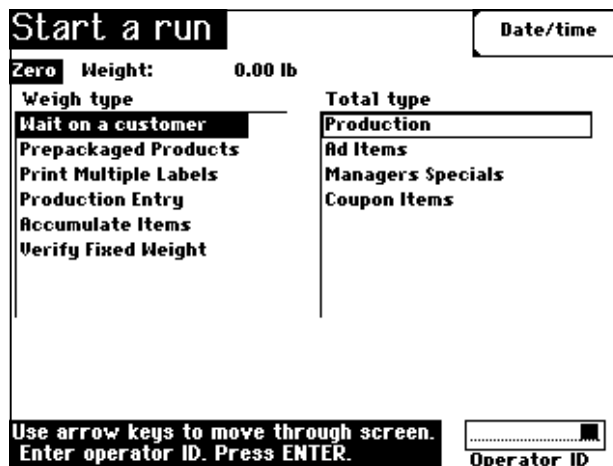 Start a run
Date/time
Zero Weight: 0.00 lb
Weigh type
Wait on a customer
Prepackaged Products
Print Multiple Labels
Production Entry
Accumulate Items
Verify Fixed Weight
Total type
Production
Ad Items
Managers Specials
Coupon Items
Use arrow keys to move through screen.
Enter operator ID. Press ENTER.
Operator ID